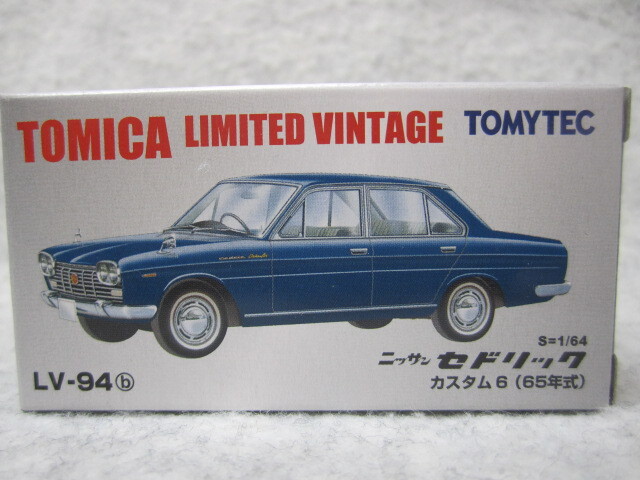 TOMICA LIMITED VINTAGE TOMYTEC
S=1/64
ニッサン セドリック
LV-94ⓑ カスタム6(65年式)